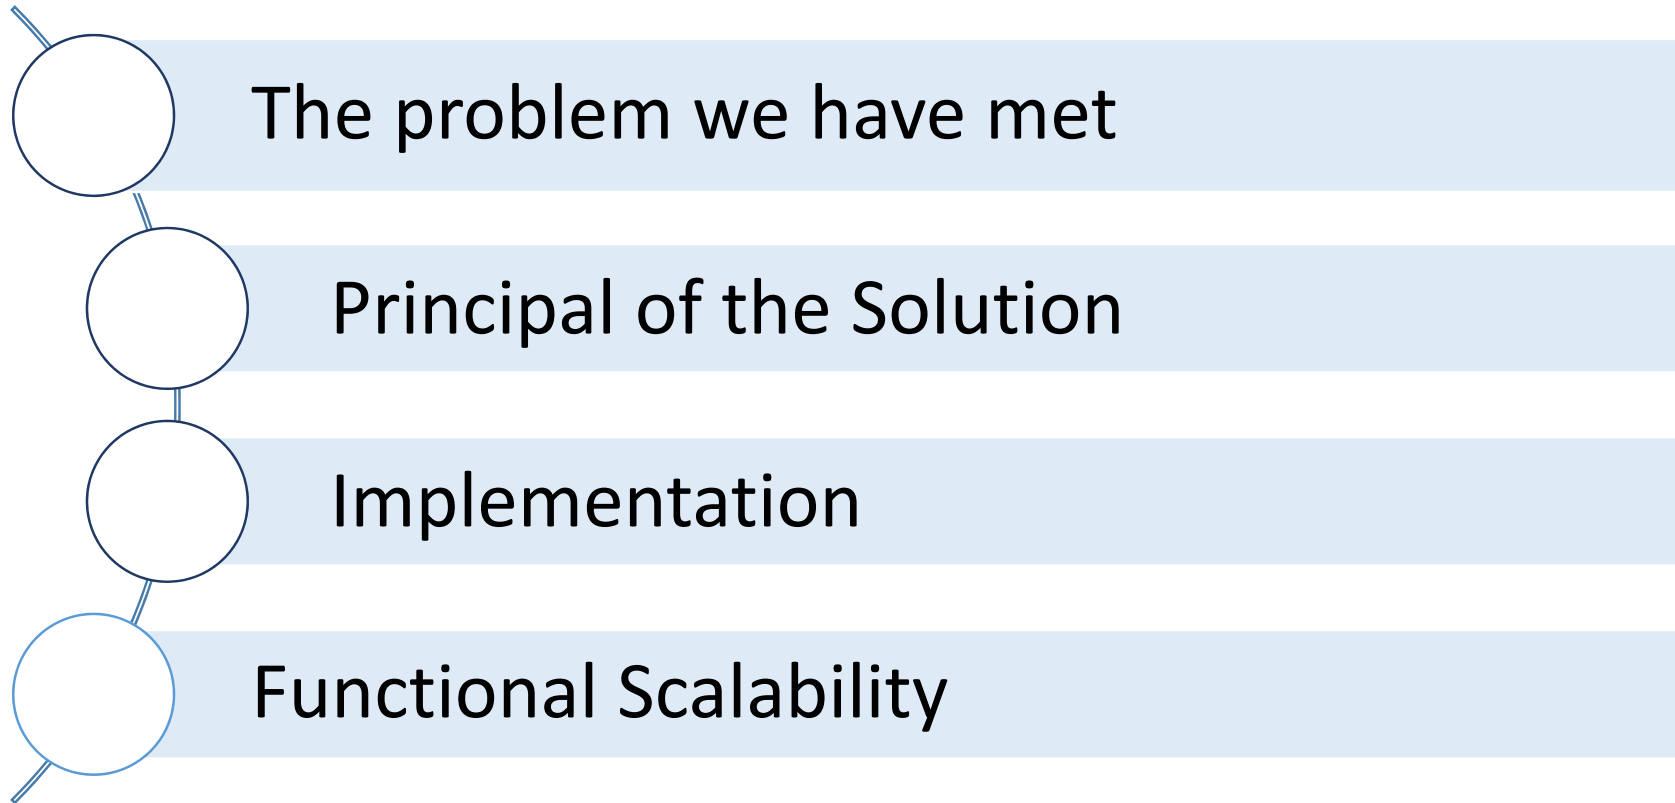 The problem we have met
Principal of the Solution
Implementation
Functional Scalability